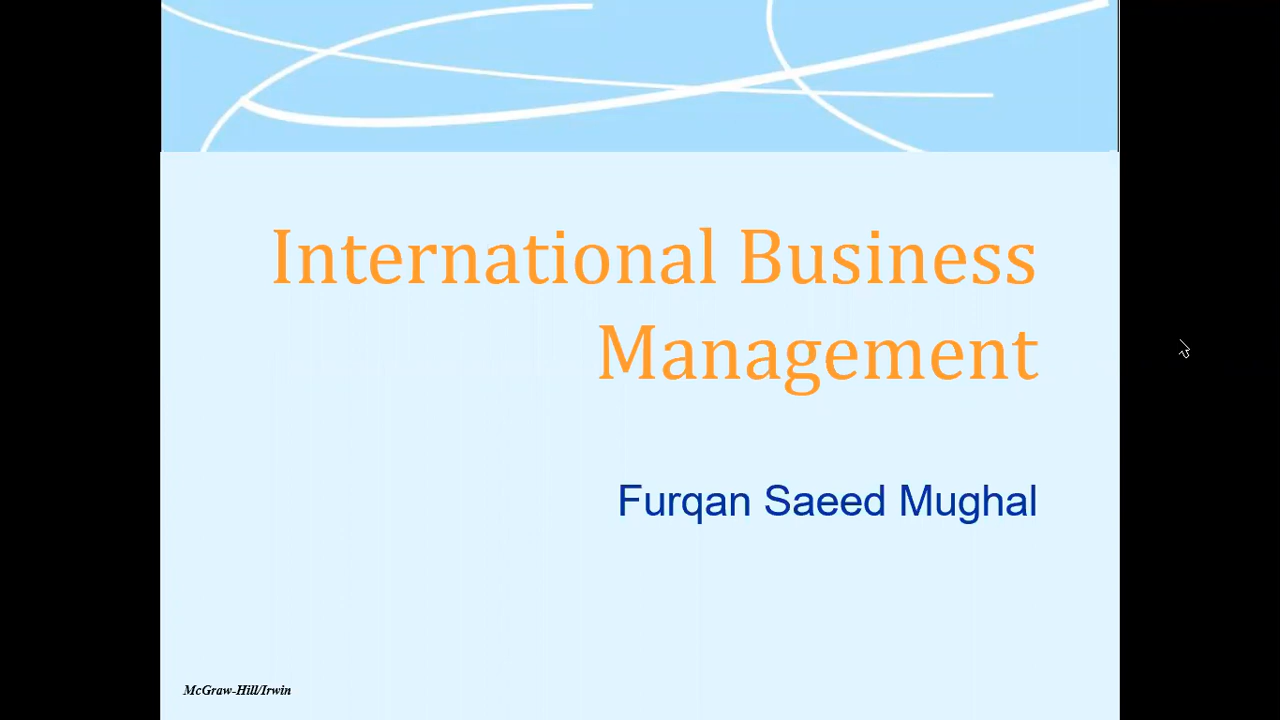 International Business
Management
Furqan Saeed Mughal
McGraw-Hill/Irwin